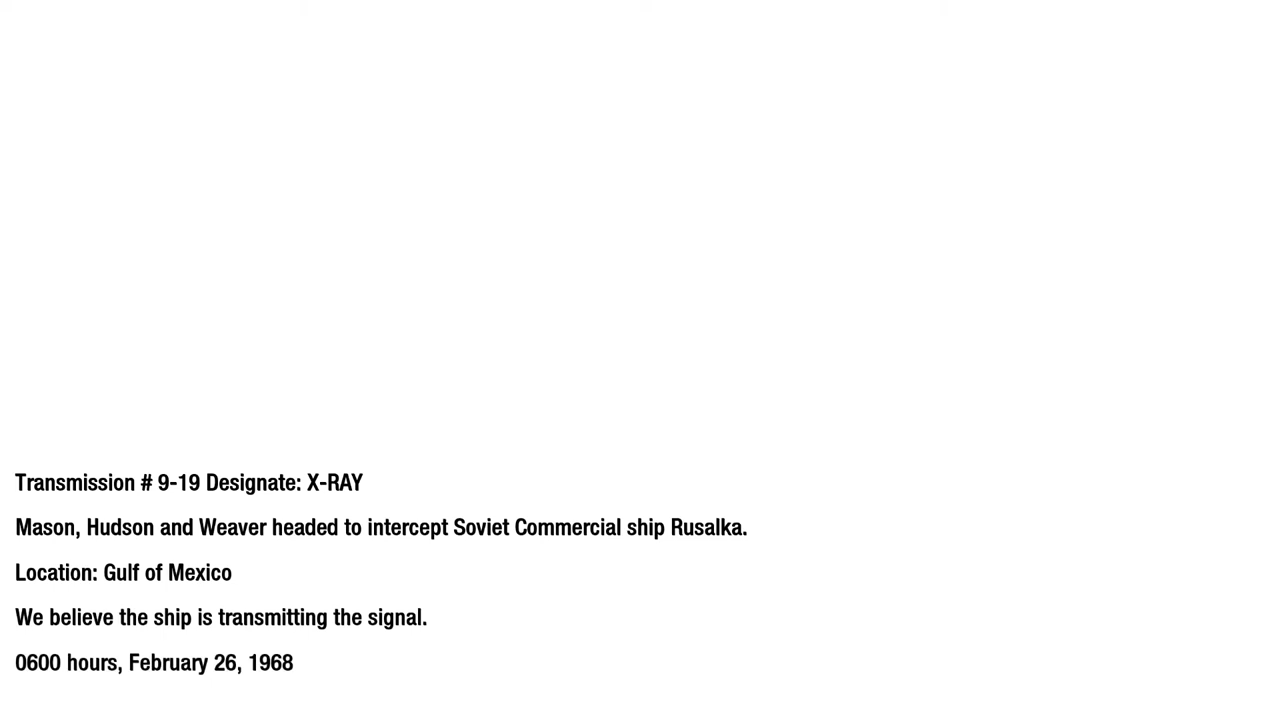 Transmission # 9-19 Designate: X-RAY
Mason, Hudson and Weaver headed to intercept Soviet Commercial ship Rusalka.
Location: Gulf of Mexico
We believe the ship is transmitting the signal.
0600 hours, February 26, 1968